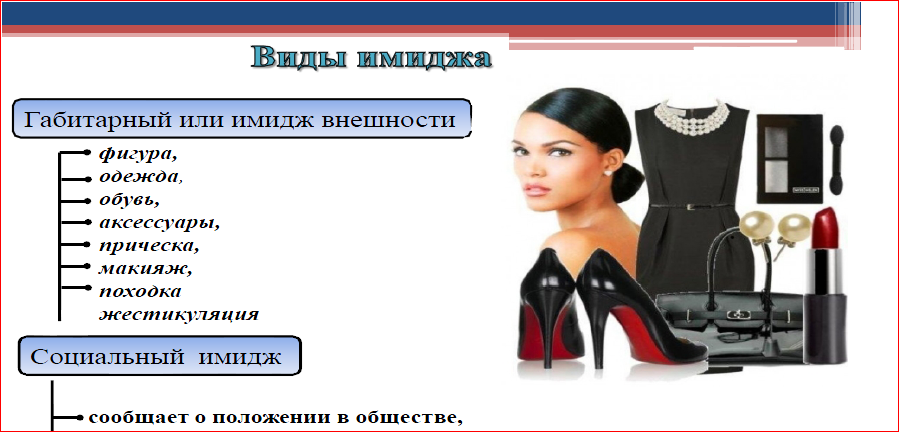 Виды имиджа
Габитарный или имидж внешности
фигура,
одежда,
обувь,
аксессуары,
прическа,
макияж,
походка
жестикуляция
Социальный имидж
сообщает о положении в обществе,